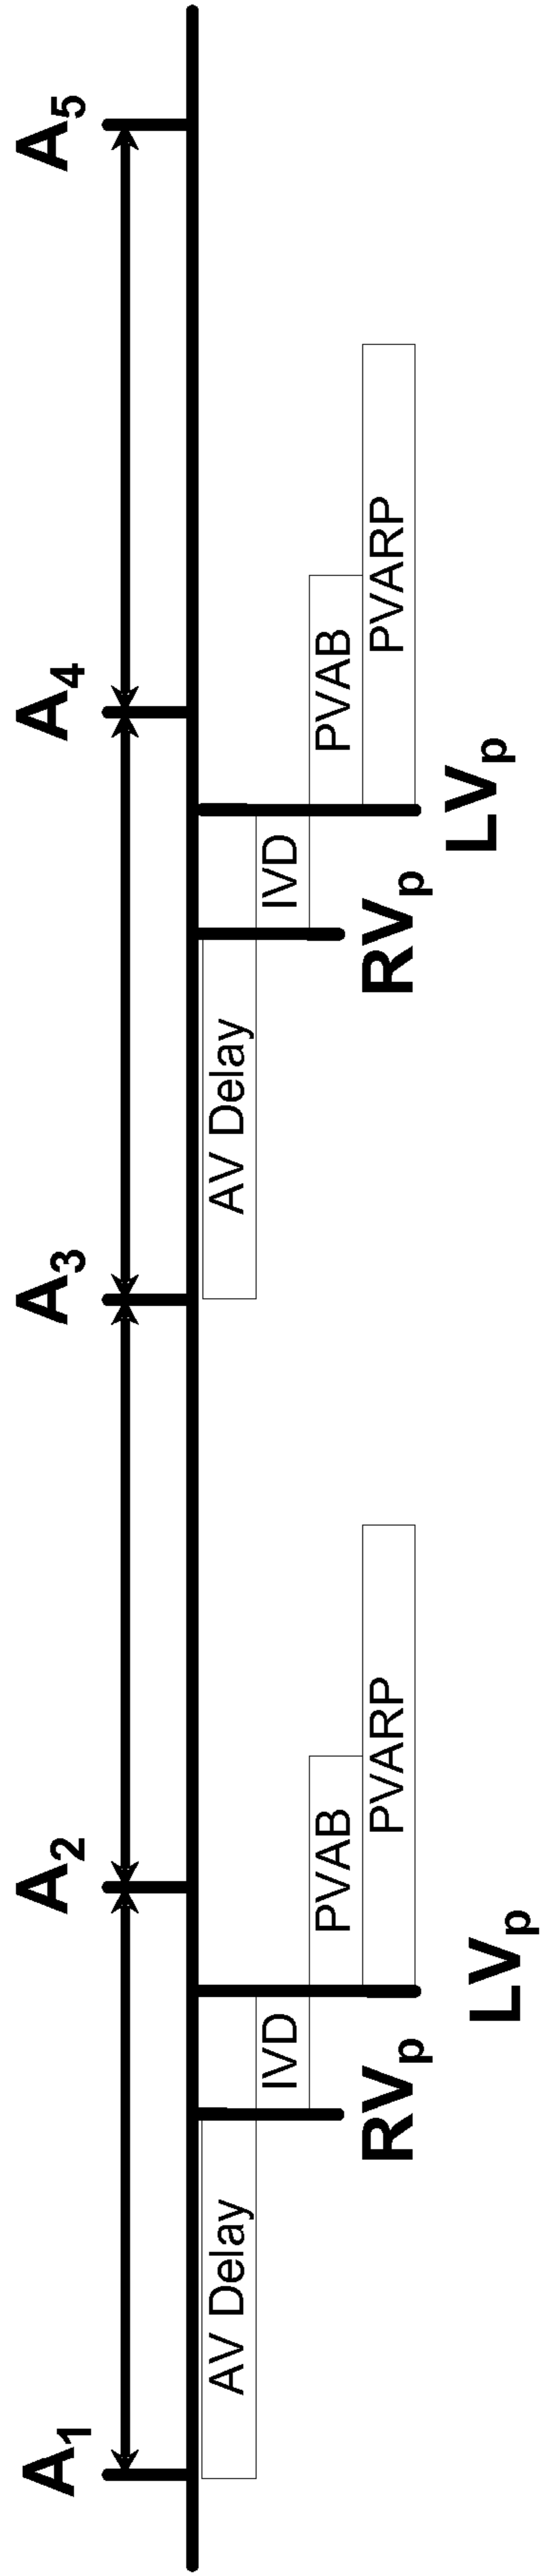 A1 A2 A3 A4 A5
AV Delay AV Delay
IVD IVD
PVAB PVAB
PVARP PVARP
RVp RVp
LVp LVp